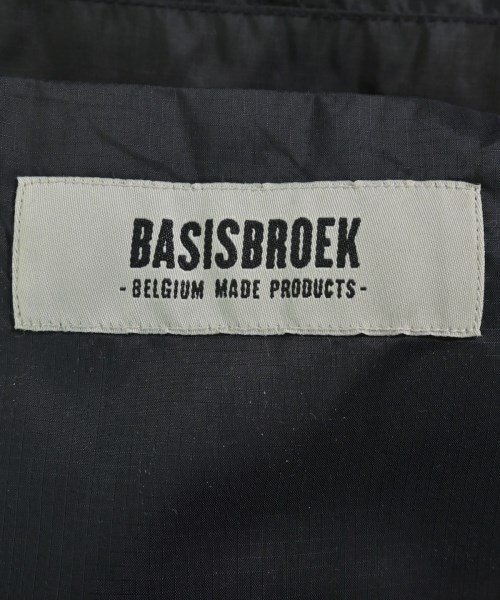 BASISBROEK
- BELGIUM MADE PRODUCTS -